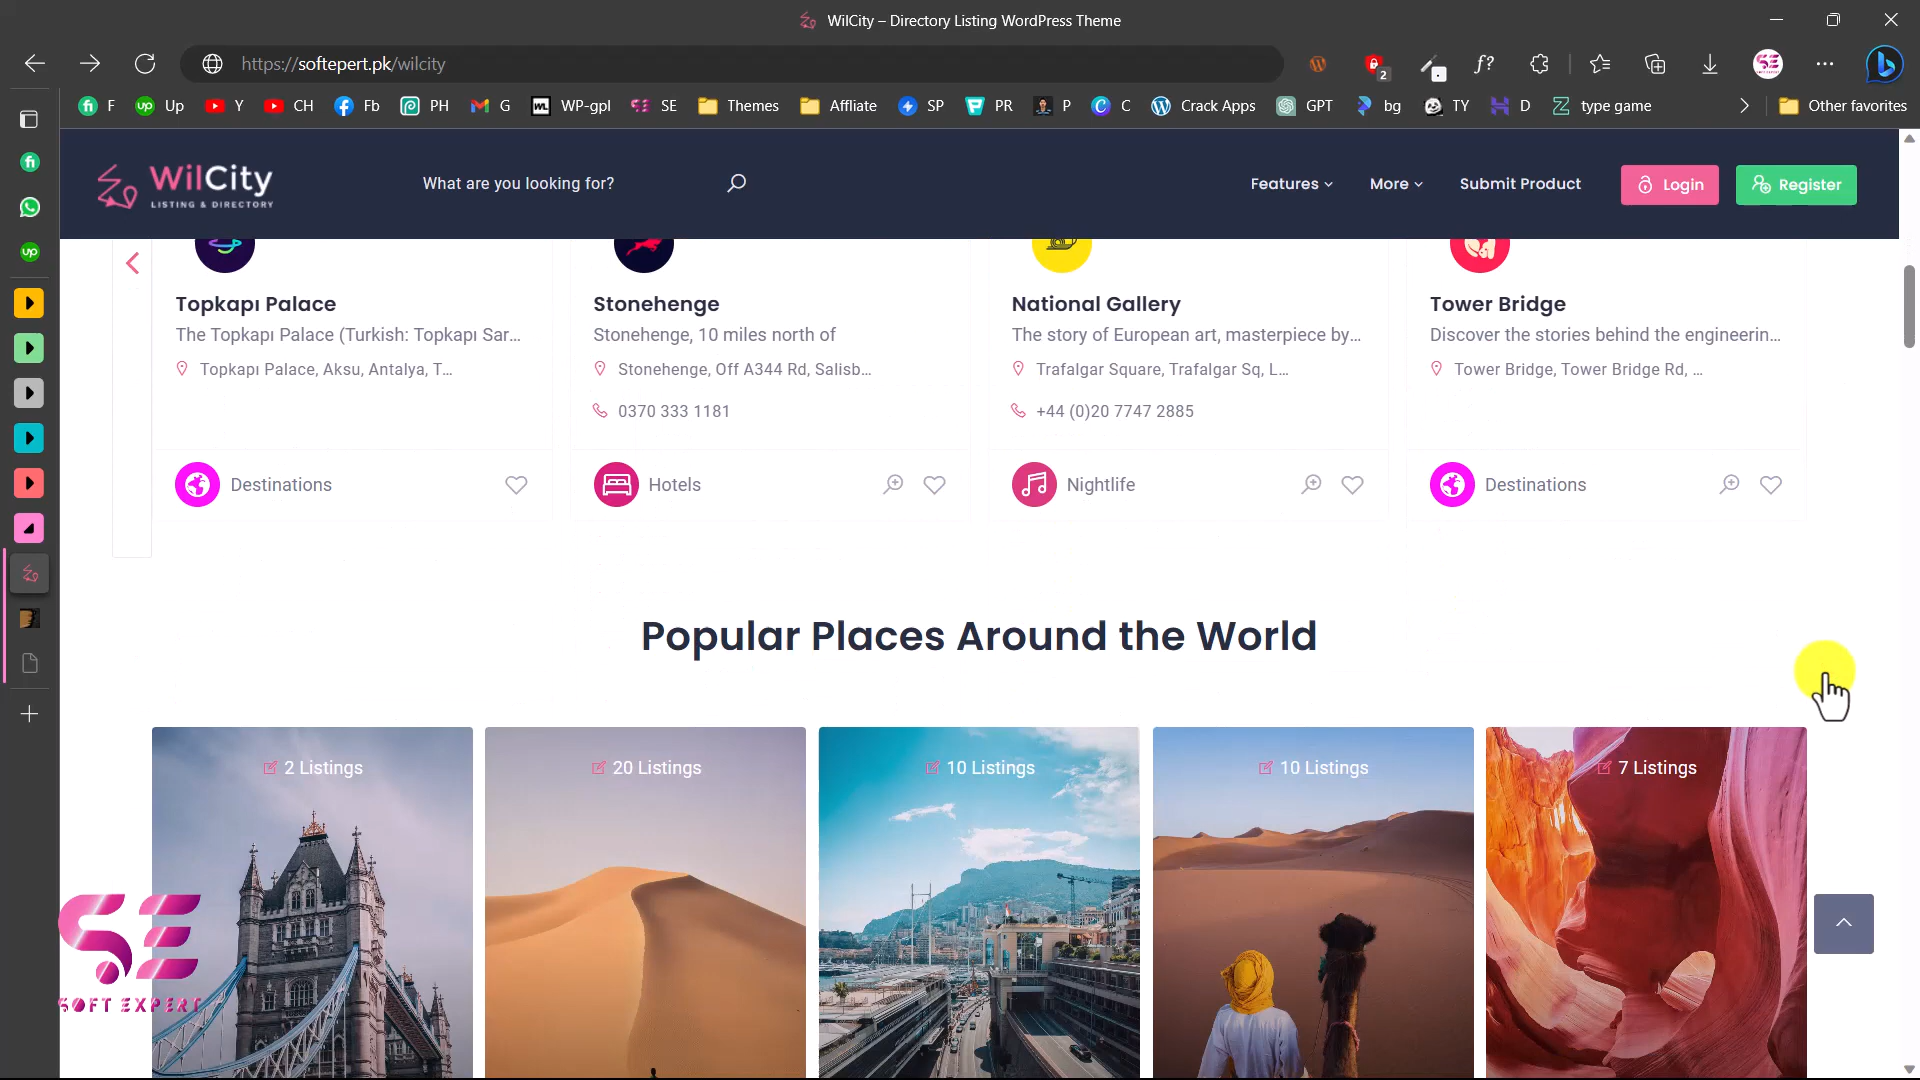 WilCity – Directory Listing WordPress Theme
https://softepert.pk/wilcity
2
f?
F
Up
Y
CH
Fb
PH
G
WP-gpl
SE
Themes
Affliate
SP
PR
P
C
Crack Apps
GPT
bg
TY
D
type game
Other favorites
WilCity
LISTING & DIRECTORY
What are you looking for?
Features
More
Submit Product
Login
Register
Topkapı Palace
Stonehenge
National Gallery
Tower Bridge
The Topkapı Palace (Turkish: Topkapı Sar...
Stonehenge, 10 miles north of
The story of European art, masterpiece by...
Discover the stories behind the engineerin...
Topkapı Palace, Aksu, Antalya, T...
Stonehenge, Off A344 Rd, Salisb...
Trafalgar Square, Trafalgar Sq, L...
Tower Bridge, Tower Bridge Rd, ...
0370 333 1181
+44 (0)20 7747 2885
Destinations
Hotels
Nightlife
Destinations
Popular Places Around the World
2 Listings
20 Listings
10 Listings
10 Listings
7 Listings
SE
SOFT EXPERT